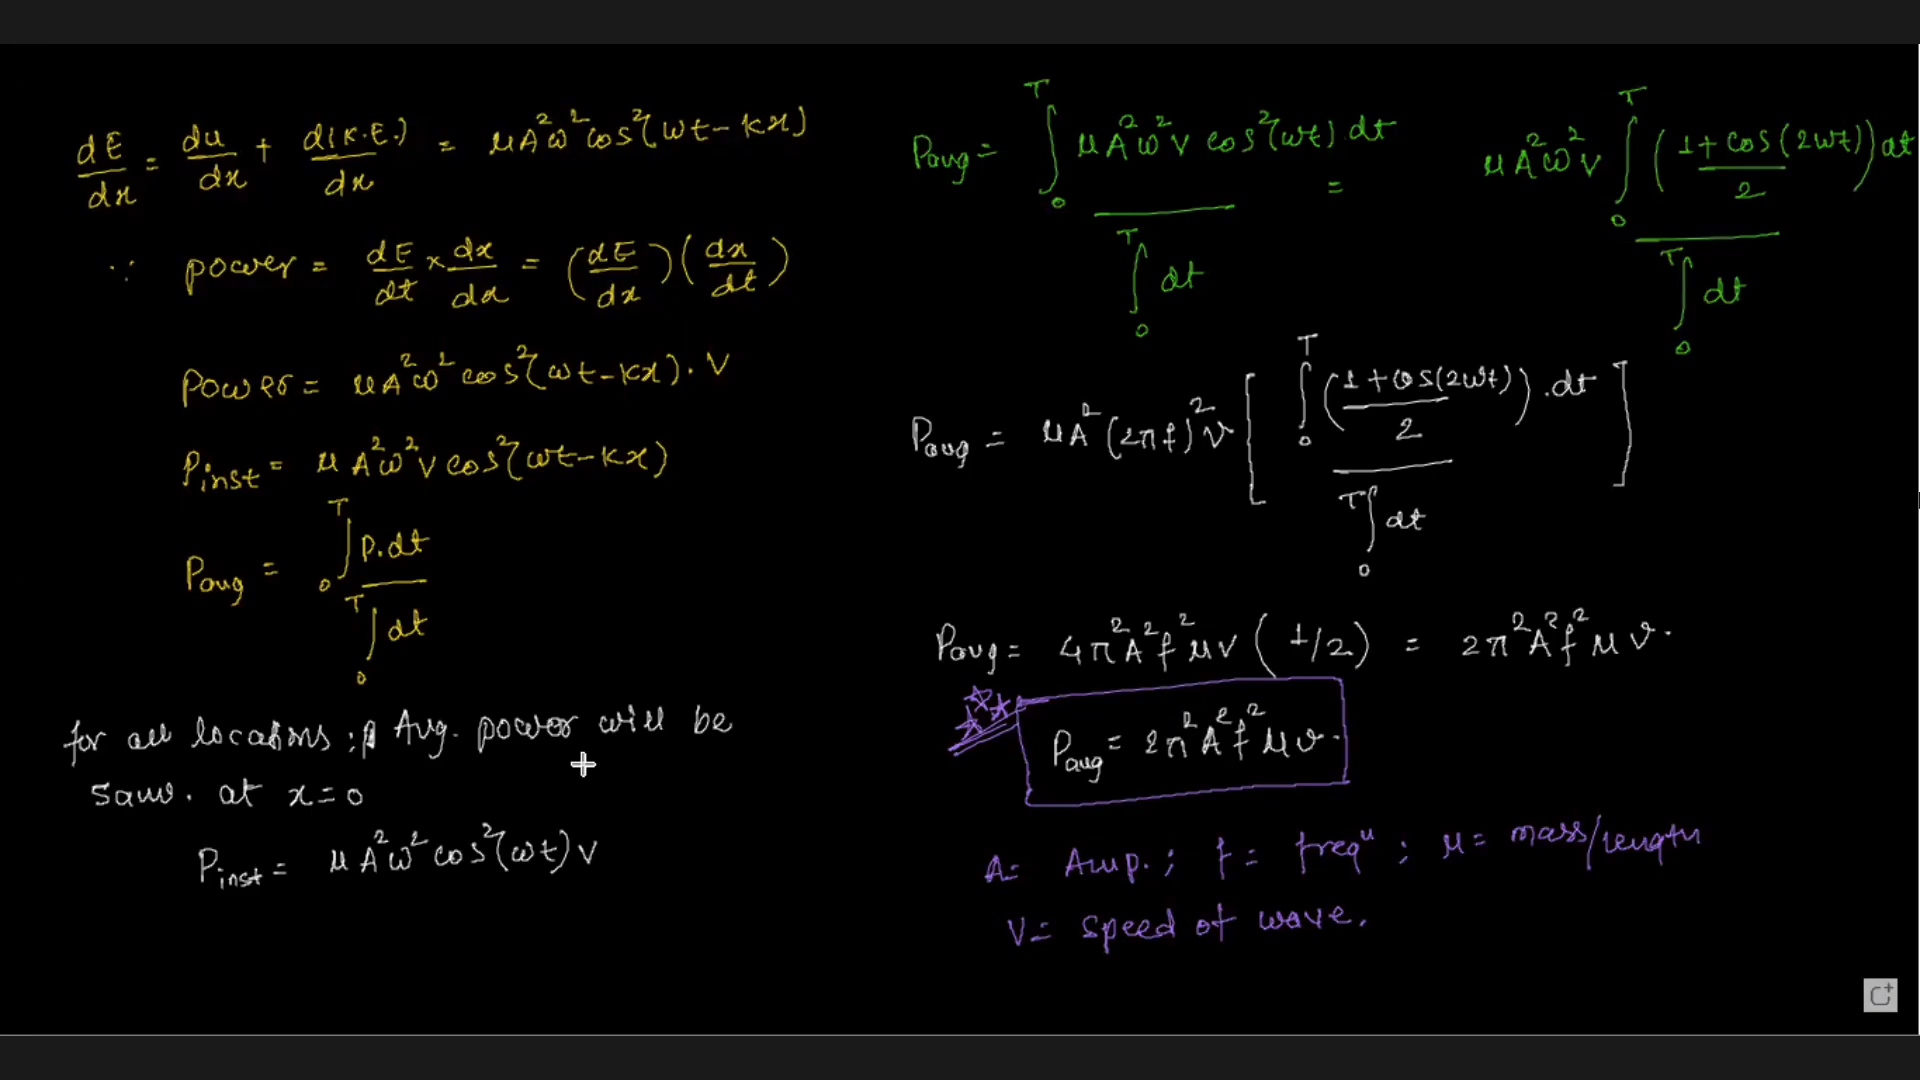 dE/dx = du/dx + d(K.E.)/dx = μA²ω²cos²(ωt-kx)
∵ power = dE/dt × dx/dx = (dE/dx)(dx/dt)
Power = μA²ω²cos²(ωt-kx).V
Pinst = μA²ω²v cos²(ωt-kx)
Pavg = ∫₀ᵀ P.dt / ∫₀ᵀ dt
for all locations; Avg. power will be
same. at x=0
Pinst = μA²ω²cos²(ωt)v
Pavg = ∫₀ᵀ μA²ω²v cos²(ωt) dt / ∫₀ᵀ dt = μA²ω²v ∫₀ᵀ (1+cos(2ωt)/2) dt / ∫₀ᵀ dt
Pavg = μA²(2πf)²v [ ∫₀ᵀ (1+cos(2ωt)/2).dt / ∫₀ᵀ dt ]
Pavg = 4π²A²f²μv (1/2) = 2π²A²f²μv.
Pavg = 2π²A²f²μv.
A= Amp.; f= freqⁿ; μ= mass/length
V= speed of wave.